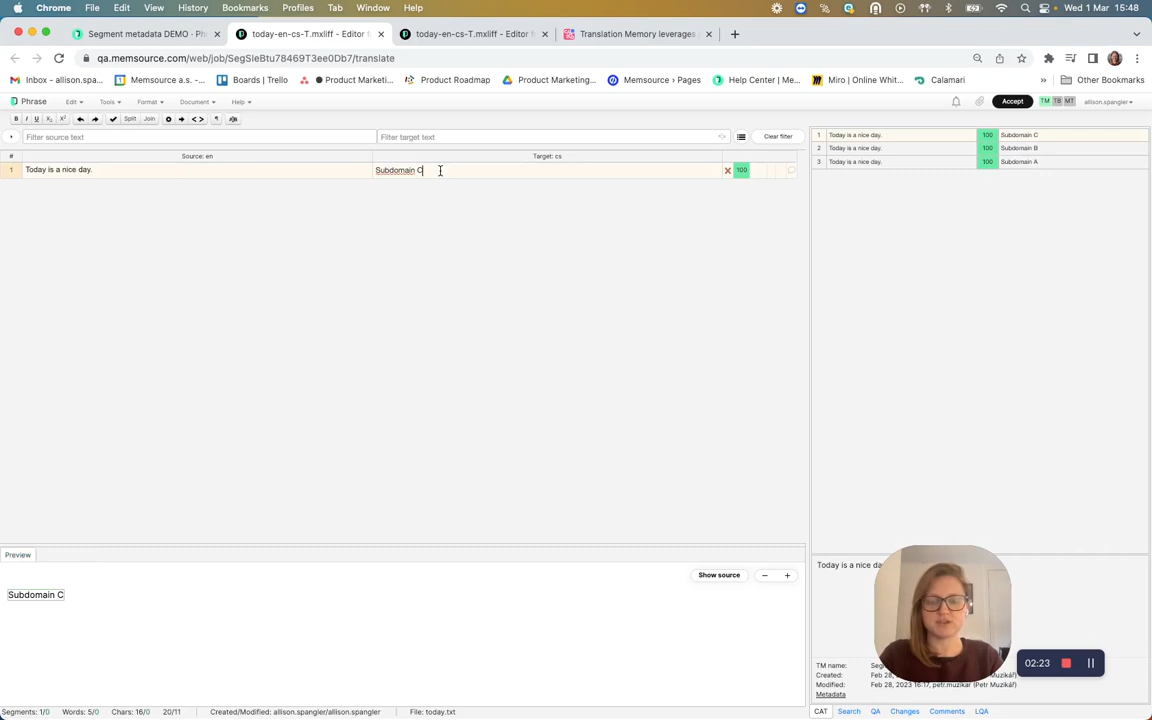 Chrome File Edit View History Bookmarks Profiles Tab Window Help Wed 1 Mar 15:48
Segment metadata DEMO - Ph
today-en-cs-T.mxliff - Editor f
today-en-cs-T.mxliff - Editor f
Translation Memory leverages
qa.memsource.com/web/job/SegSIeBtu78469T3ee0Db7/translate
Inbox - allison.spa... Memsource a.s. -... Boards | Trello Product Marketi... Product Roadmap Product Marketing... Memsource › Pages Help Center | Me... Miro | Online Whit... Calamari » Other Bookmarks
Phrase Edit Tools Format Document Help Accept TM TB MT allison.spangler
B I U X₂ X² Split Join < > ¶
Filter source text Filter target text Clear filter
# Source: en Target: cs
1 Today is a nice day. Subdomain C 100
1 Today is a nice day. 100 Subdomain C
2 Today is a nice day. 100 Subdomain B
3 Today is a nice day. 100 Subdomain A
Preview
Show source − +
Subdomain C
Today is a nice da
02:23
TM name: Seg
Created: Feb 28,
Modified: Feb 28, 2023 16:17, petr.muzikar (Petr Muzikář)
Metadata
CAT Search QA Changes Comments LQA
Segments: 1/0 Words: 5/0 Chars: 16/0 20/11 Created/Modified: allison.spangler/allison.spangler File: today.txt